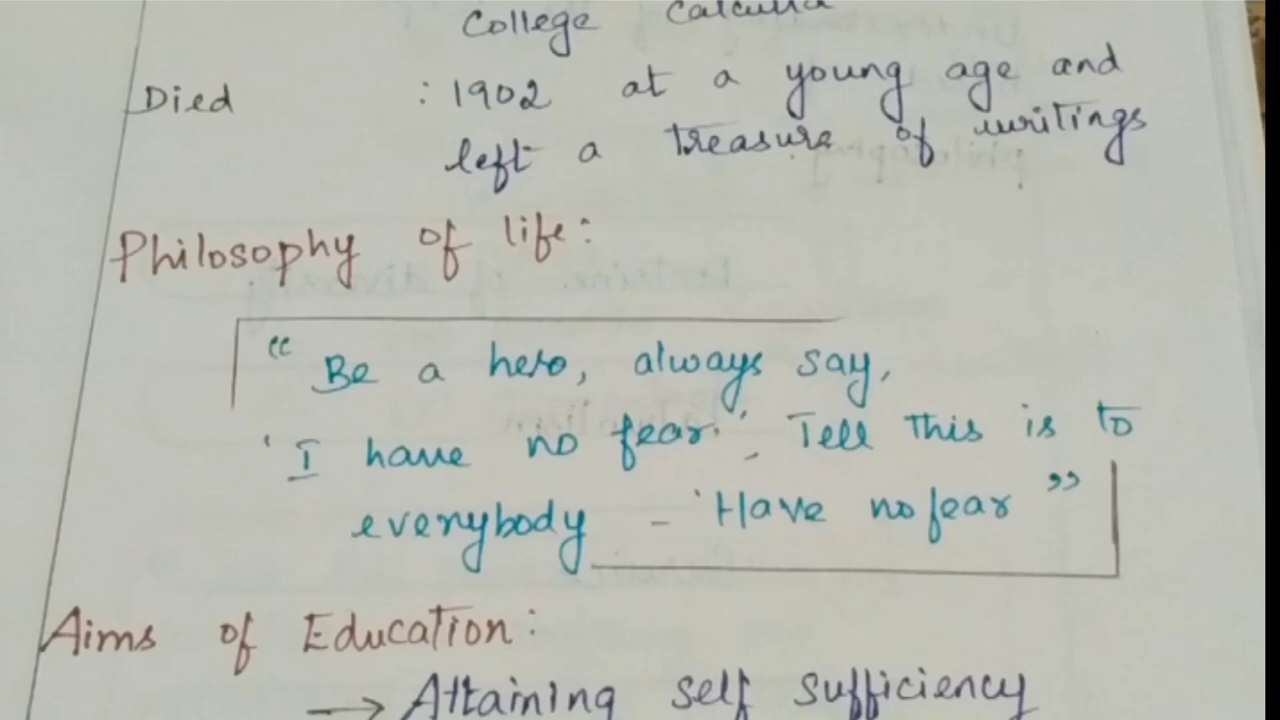 College Calcutta
Died : 1902 at a young age and
left a treasure of writings
Philosophy of life:
“ Be a hero, always say,
'I have no fear.' Tell this is to
everybody - 'Have no fear ”
Aims of Education:
→ Attaining self sufficiency